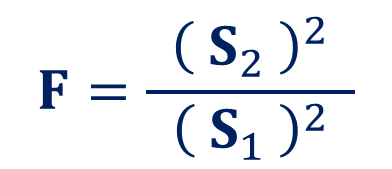 F = ( S₂ )² / ( S₁ )²